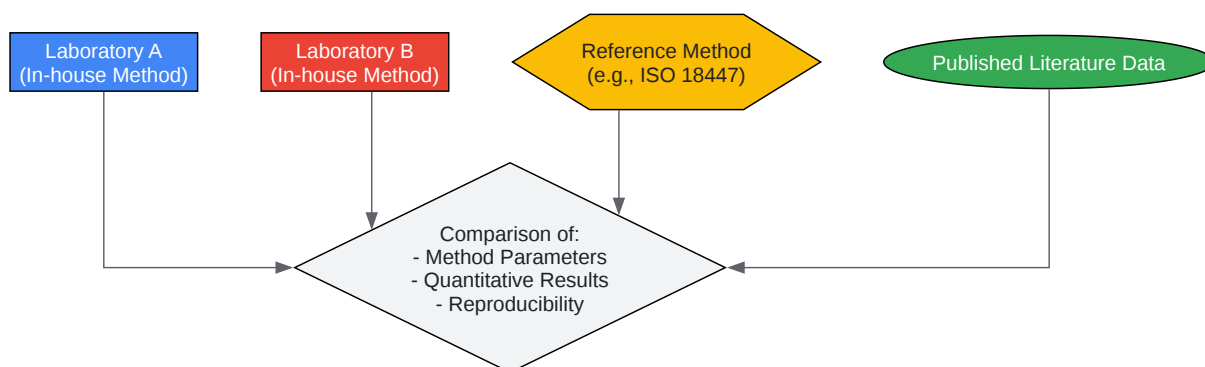 Laboratory A
(In-house Method)
Laboratory B
(In-house Method)
Reference Method
(e.g., ISO 18447)
Published Literature Data
Comparison of:
- Method Parameters
- Quantitative Results
- Reproducibility